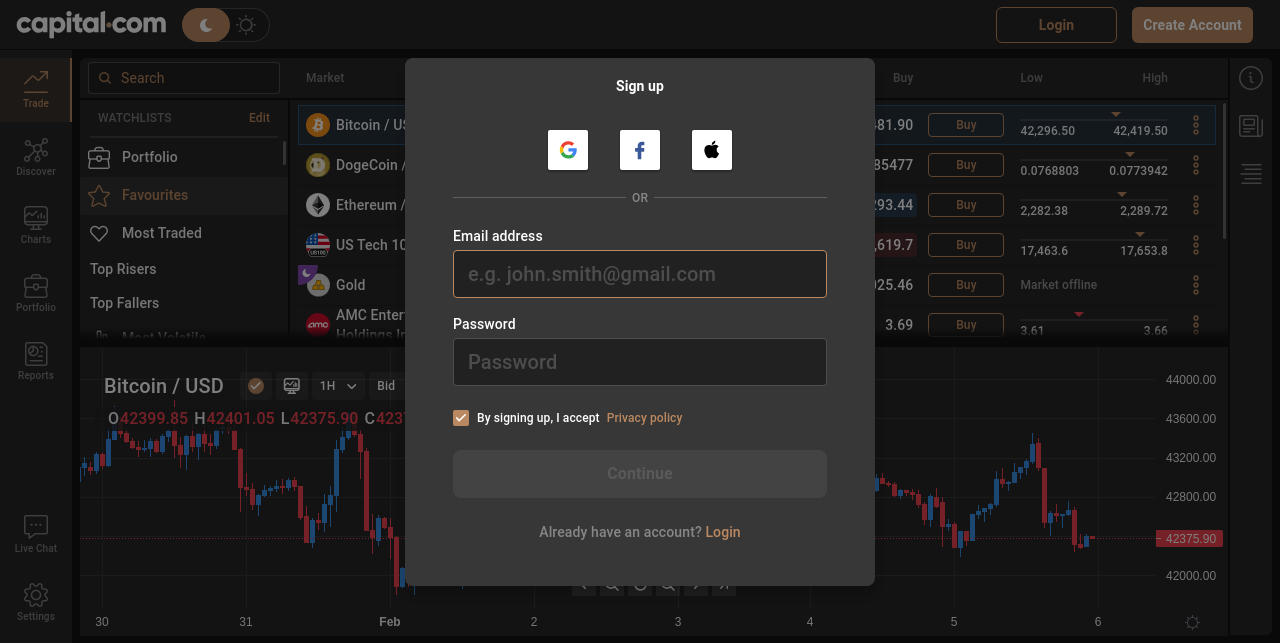 capital.com
Login
Create Account
Trade
Discover
Charts
Portfolio
Reports
Live Chat
Settings
Search
WATCHLISTS
Edit
Portfolio
Favourites
Most Traded
Top Risers
Top Fallers
Most Volatile
Market
Buy
Low
High
Bitcoin /
481.90
Buy
42,296.50
42,419.50
DogeCoin /
85477
Buy
0.0768803
0.0773942
Ethereum /
293.44
Buy
2,282.38
2,289.72
US Tech 10
,619.7
Buy
17,463.6
17,653.8
Gold
025.46
Buy
Market offline
AMC Enter
Holdings In
3.69
Buy
3.61
3.66
Sign up
OR
Email address
e.g. john.smith@gmail.com
Password
Password
By signing up, I accept Privacy policy
Continue
Already have an account? Login
Bitcoin / USD
1H
Bid
O42399.85 H42401.05 L42375.90 C4237
44000.00
43600.00
43200.00
42800.00
42375.90
42000.00
30
31
Feb
2
3
4
5
6